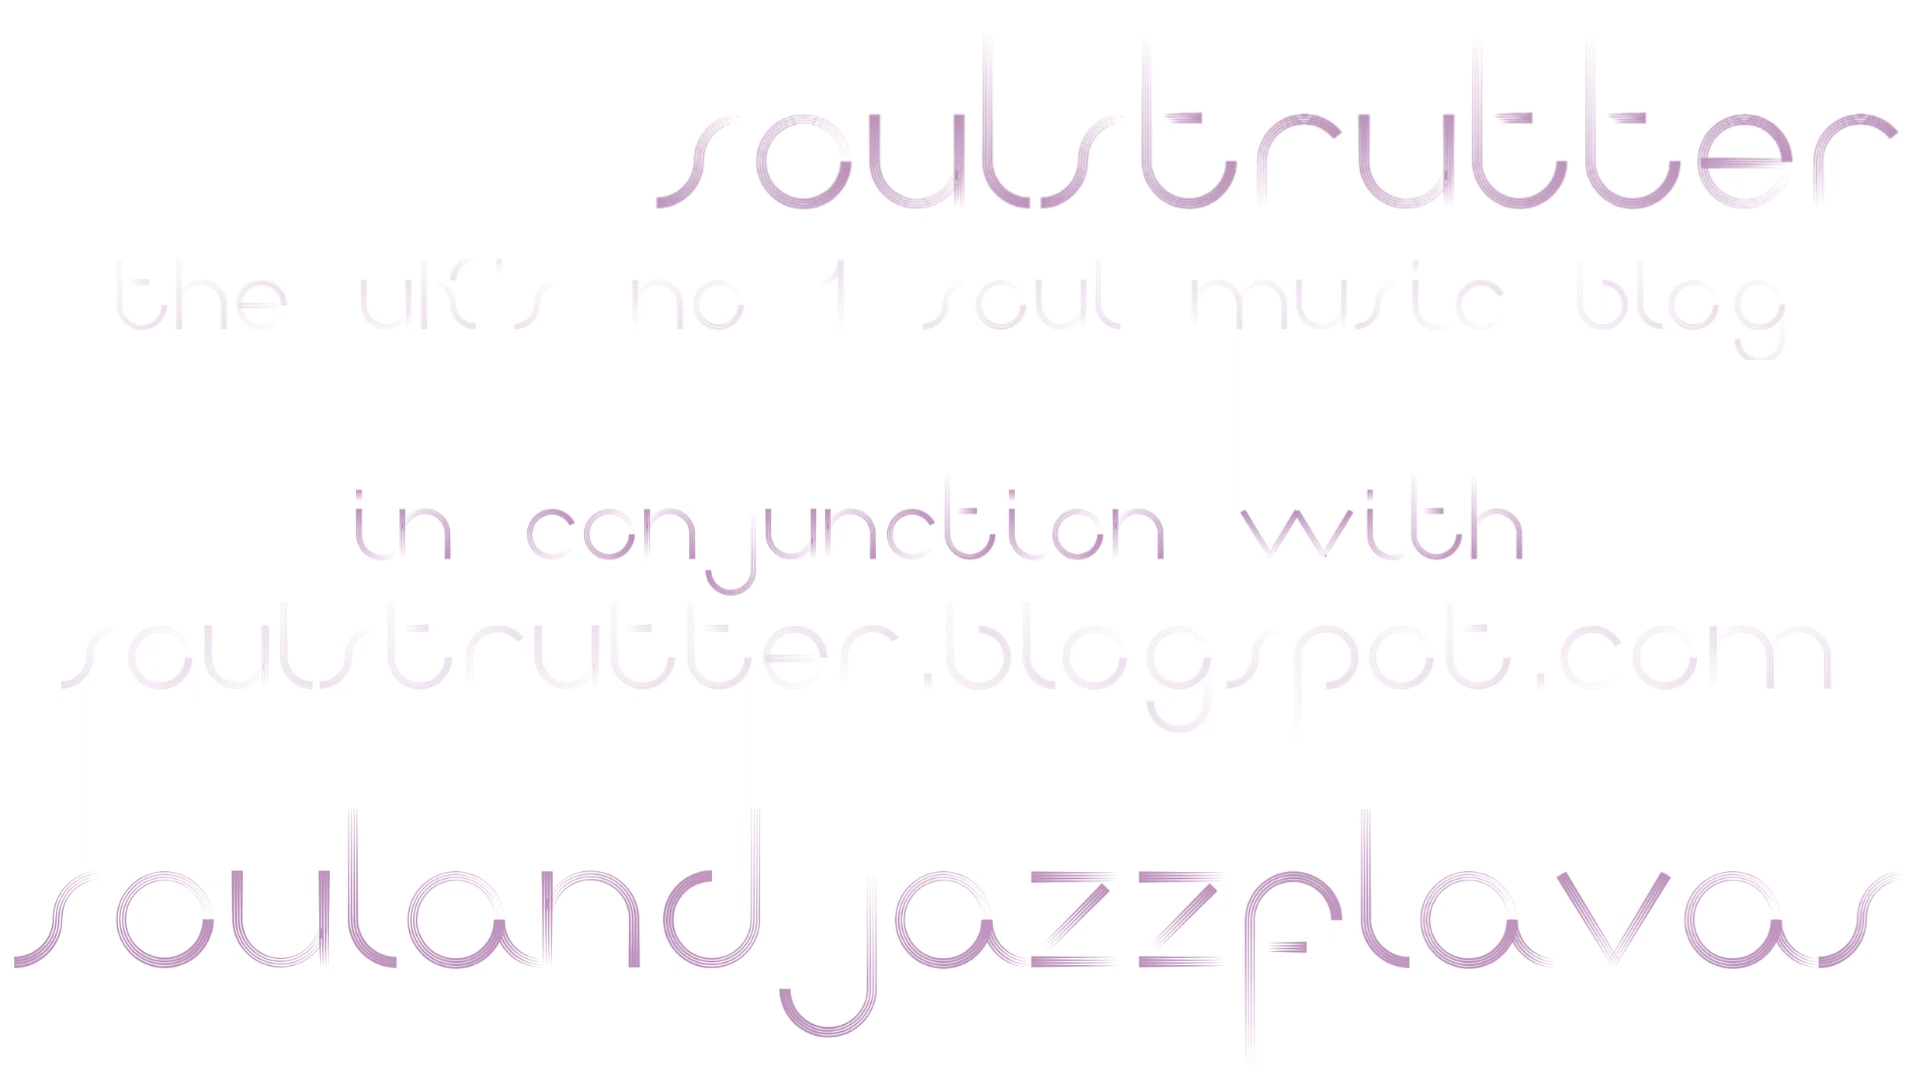 soulstrutter
the uk's no 1 soul music blog
in conjunction with
soulstrutter.blogspot.com
soulandjazzflavas